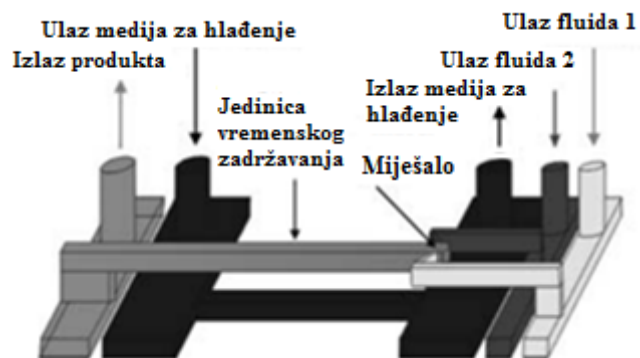 Ulaz medija za hlađenje
Izlaz produkta
Jedinica
vremenskog
zadržavanja
Ulaz fluida 1
Ulaz fluida 2
Izlaz medija za
hlađenje
Miješalo